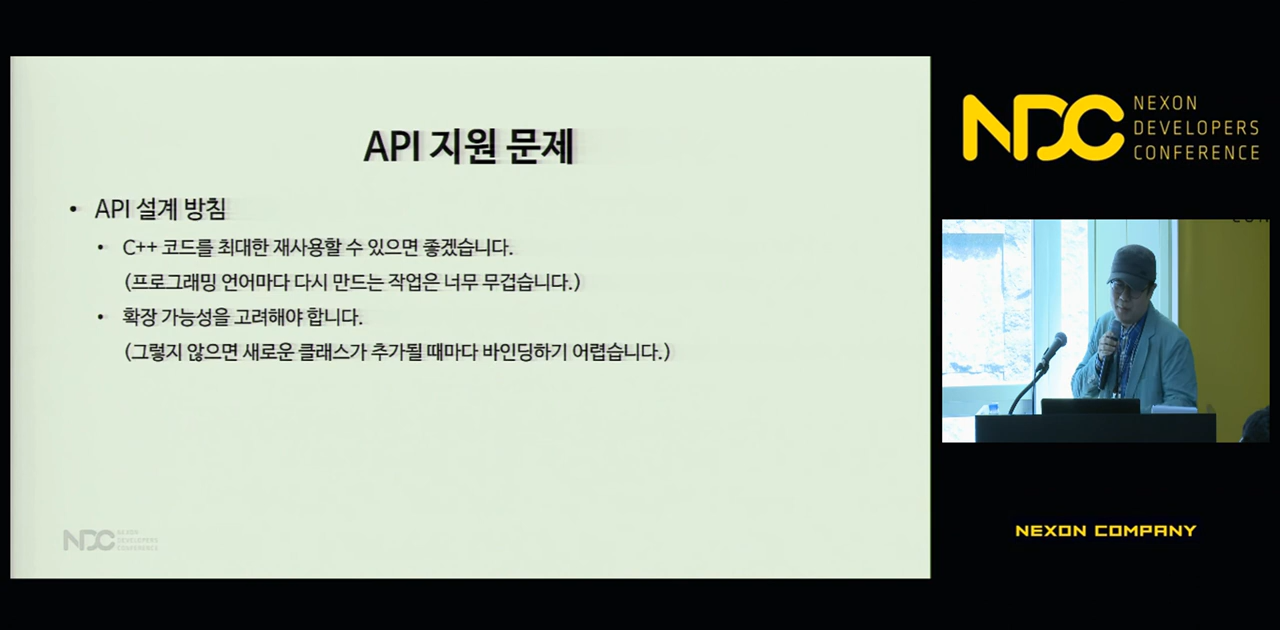 API 지원 문제
• API 설계 방침
• C++ 코드를 최대한 재사용할 수 있으면 좋겠습니다.
(프로그래밍 언어마다 다시 만드는 작업은 너무 무겁습니다.)
• 확장 가능성을 고려해야 합니다.
(그렇지 않으면 새로운 클래스가 추가될 때마다 바인딩하기 어렵습니다.)
NDC
NEXON
DEVELOPERS
CONFERENCE
NDC
NEXON
DEVELOPERS
CONFERENCE
NEXON COMPANY